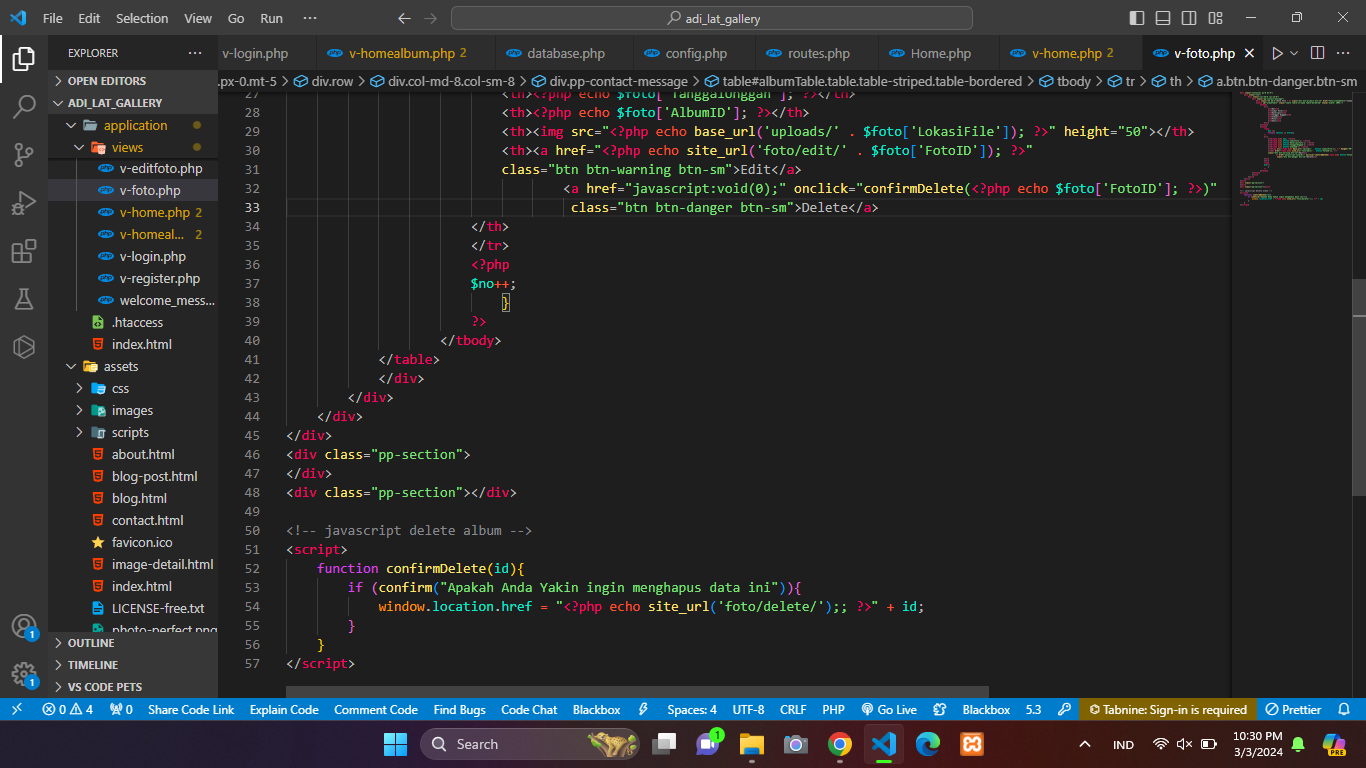 File Edit Selection View Go Run ··· adi_lat_gallery
EXPLORER ···
v-login.php v-homealbum.php 2 database.php config.php routes.php Home.php v-home.php 2 v-foto.php
.px-0.mt-5 > div.row > div.col-md-8.col-sm-8 > div.pp-contact-message > table#albumTable.table.table-striped.table-bordered > tbody > tr > th > a.btn.btn-danger.btn-sm
OPEN EDITORS
ADI_LAT_GALLERY
application
views
v-editfoto.php
v-foto.php
v-home.php 2
v-homeal... 2
v-login.php
v-register.php
welcome_mess...
.htaccess
index.html
assets
css
images
scripts
about.html
blog-post.html
blog.html
contact.html
favicon.ico
image-detail.html
index.html
LICENSE-free.txt
photo-perfect.png
OUTLINE
TIMELINE
VS CODE PETS
27 <th><?php echo $foto['TanggalUnggah']; ?></th>
28 <th><?php echo $foto['AlbumID']; ?></th>
29 <th><img src="<?php echo base_url('uploads/' . $foto['LokasiFile']); ?>" height="50"></th>
30 <th><a href="<?php echo site_url('foto/edit/' . $foto['FotoID']); ?>"
31 class="btn btn-warning btn-sm">Edit</a>
32 <a href="javascript:void(0);" onclick="confirmDelete(<?php echo $foto['FotoID']; ?>)"
33 class="btn btn-danger btn-sm">Delete</a>
34 </th>
35 </tr>
36 <?php
37 $no++;
38 }
39 ?>
40 </tbody>
41 </table>
42 </div>
43 </div>
44 </div>
45 </div>
46 <div class="pp-section">
47 </div>
48 <div class="pp-section"></div>
49
50 <!-- javascript delete album -->
51 <script>
52 function confirmDelete(id){
53 if (confirm("Apakah Anda Yakin ingin menghapus data ini")){
54 window.location.href = "<?php echo site_url('foto/delete/');; ?>" + id;
55 }
56 }
57 </script>
1
1
0 4 0 Share Code Link Explain Code Comment Code Find Bugs Code Chat Blackbox Spaces: 4 UTF-8 CRLF PHP Go Live Blackbox 5.3 Tabnine: Sign-in is required Prettier
Search 1 IND 10:30 PM
3/3/2024
PRE